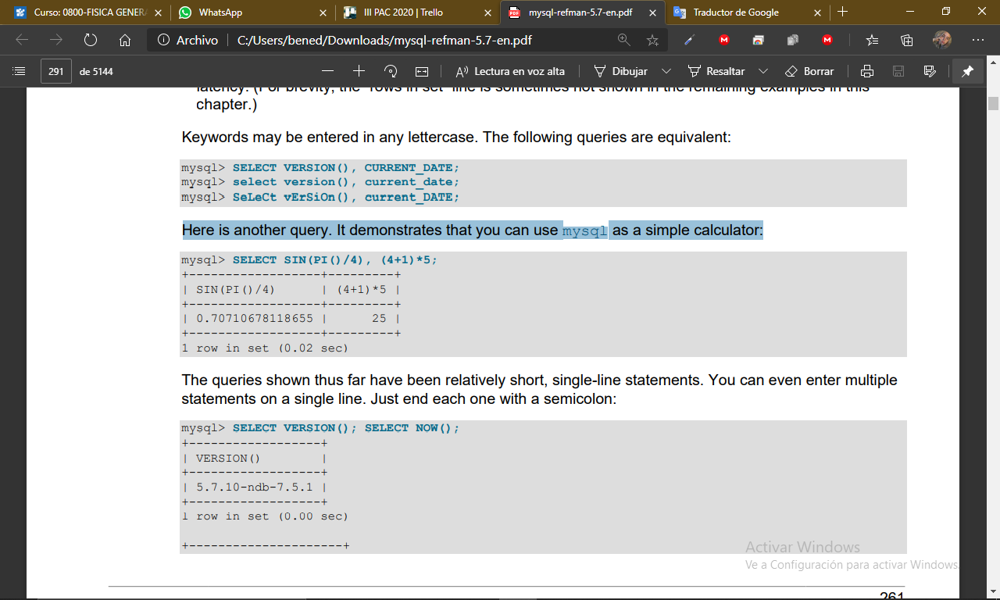 Curso: 0800-FISICA GENERA
WhatsApp
III PAC 2020 | Trello
mysql-refman-5.7-en.pdf
Traductor de Google
Archivo
C:/Users/bened/Downloads/mysql-refman-5.7-en.pdf
291
de 5144
Lectura en voz alta
Dibujar
Resaltar
Borrar
latency. (For brevity, the "rows in set" line is sometimes not shown in the remaining examples in this
chapter.)
Keywords may be entered in any lettercase. The following queries are equivalent:
mysql> SELECT VERSION(), CURRENT_DATE;
mysql> select version(), current_date;
mysql> SeLeCt vErSiOn(), current_DATE;
Here is another query. It demonstrates that you can use mysql as a simple calculator:
mysql> SELECT SIN(PI()/4), (4+1)*5;
+------------------+---------+
| SIN(PI()/4)      | (4+1)*5 |
+------------------+---------+
| 0.70710678118655 |      25 |
+------------------+---------+
1 row in set (0.02 sec)
The queries shown thus far have been relatively short, single-line statements. You can even enter multiple
statements on a single line. Just end each one with a semicolon:
mysql> SELECT VERSION(); SELECT NOW();
+------------------+
| VERSION()        |
+------------------+
| 5.7.10-ndb-7.5.1 |
+------------------+
1 row in set (0.00 sec)
+---------------------+
Activar Windows
Ve a Configuración para activar Windows.
261